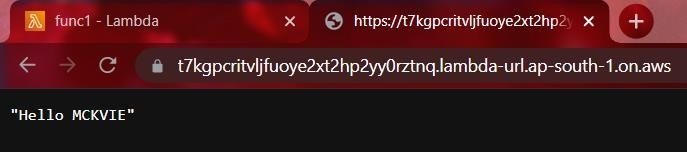 func1 - Lambda
https://t7kgpcritvljfuoye2xt2hp2y
t7kgpcritvljfuoye2xt2hp2yy0rztnq.lambda-url.ap-south-1.on.aws
"Hello MCKVIE"